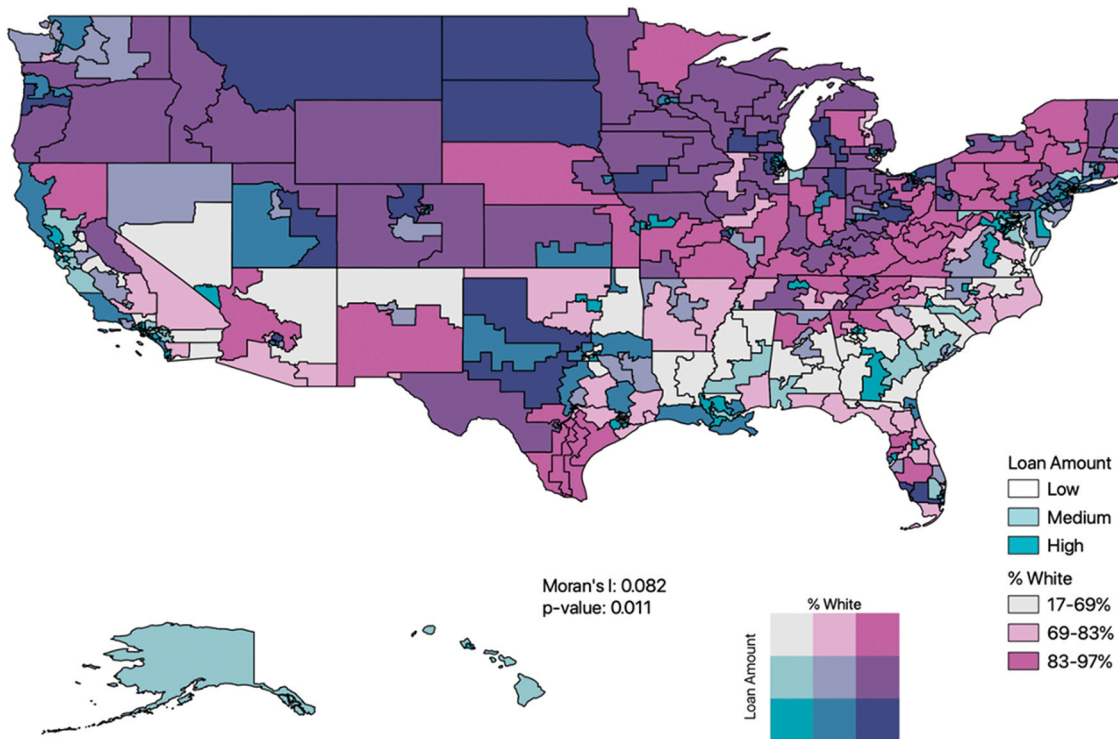 Loan Amount
Low
Medium
High
% White
17-69%
69-83%
83-97%
Moran's I: 0.082
p-value: 0.011
% White
Loan Amount